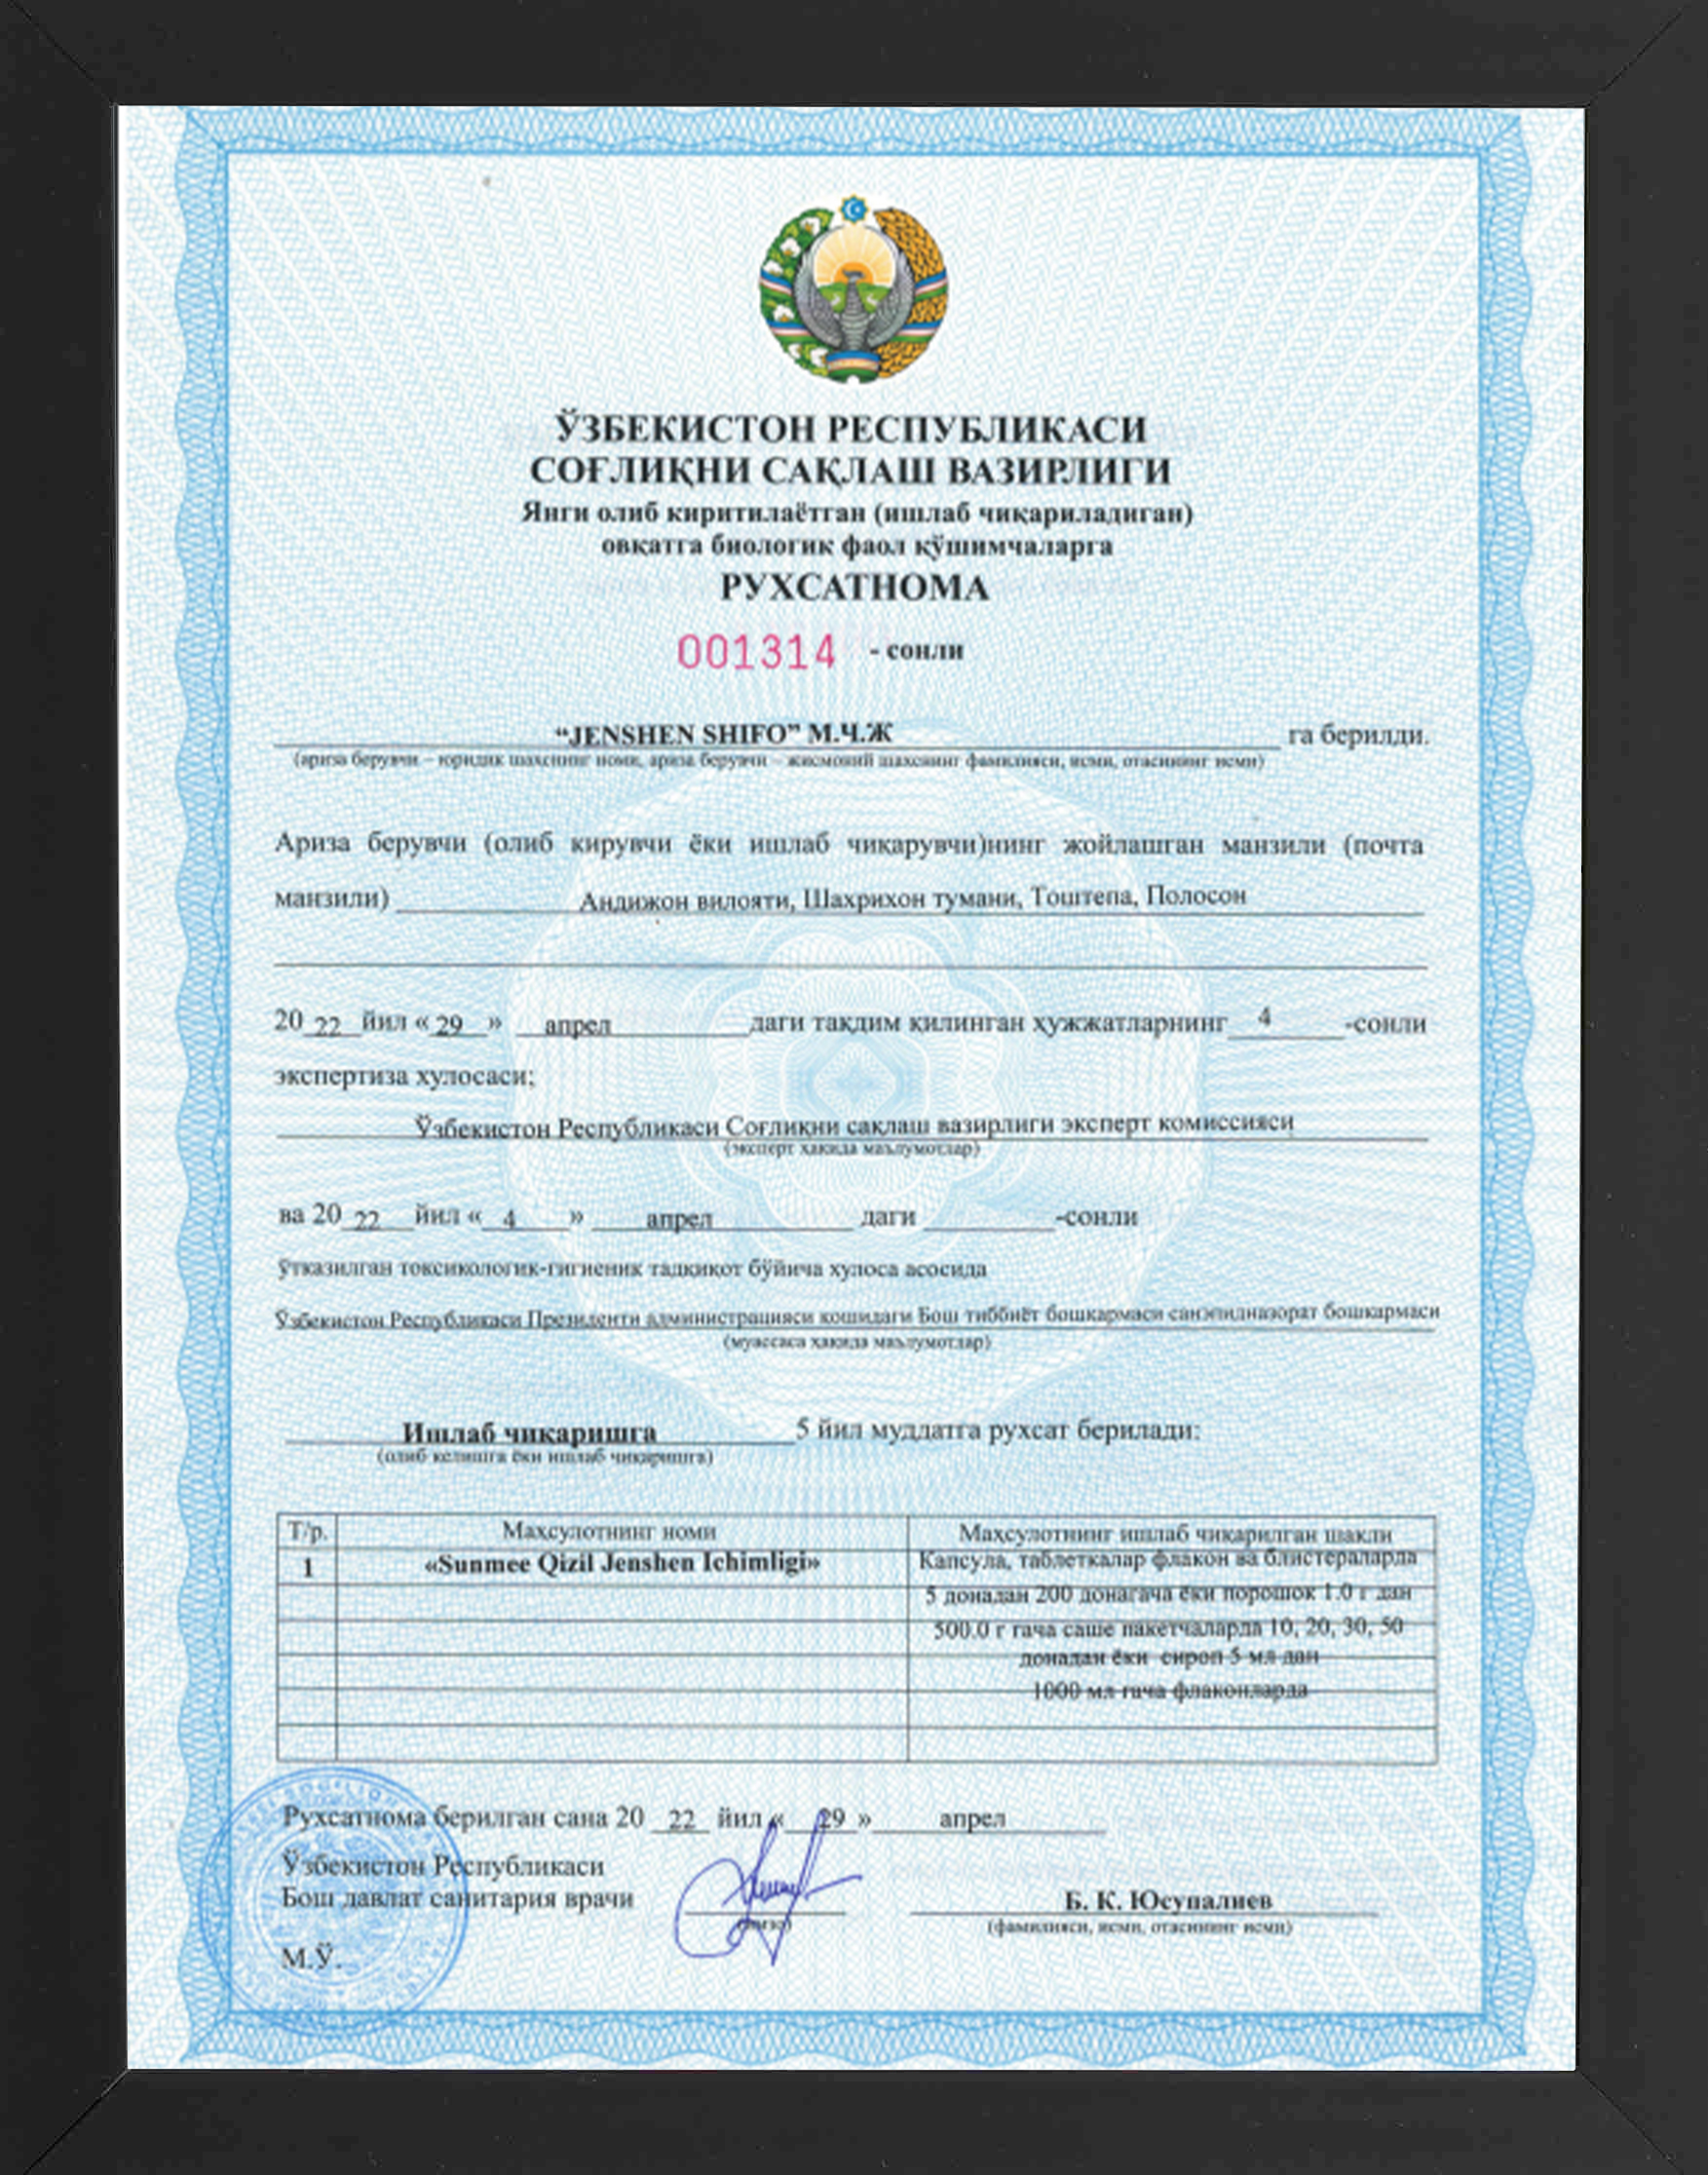 ЎЗБЕКИСТОН РЕСПУБЛИКАСИ
СОҒЛИҚНИ САҚЛАШ ВАЗИРЛИГИ
Янги олиб киритилаётган (ишлаб чиқариладиган)
овқатга биологик фаол қўшимчаларга
РУХСАТНОМА
001314 - сонли
“JENSHEN SHIFO” М.Ч.Ж га берилди.
(ариза берувчи – юридик шахснинг номи, ариза берувчи – жисмоний шахснинг фамилияси, исми, отасининг исми)
Ариза берувчи (олиб кирувчи ёки ишлаб чикарувчи)нинг жойлашган манзили (почта
манзили) Андижон вилояти, Шахрихон тумани, Тоштепа, Полосон
20 22 йил « 29 » апрел даги тақдим қилинган ҳужжатларнинг 4 -сонли
экспертиза хулосаси;
Ўзбекистон Республикаси Соғлиқни сақлаш вазирлиги эксперт комиссияси
(эксперт ҳақида маълумотлар)
ва 20 22 йил « 4 » апрел даги -сонли
ўтказилган токсикологик-гигиеник тадқиқот бўйича хулоса асосида
Ўзбекистон Республикаси Президенти администрацияси кошидаги Бош тиббиёт бошкармаси санэпидназорат бошкармаси
(муассаса ҳақида маълумотлар)
Ишлаб чиқаришга 5 йил муддатга рухсат берилади:
(олиб келишга ёки ишлаб чиқаришга)
Т/р. Маҳсулотнинг номи Маҳсулотнинг ишлаб чиқарилган шакли
1 «Sunmee Qizil Jenshen Ichimligi» Капсула, таблеткалар флакон ва блистераларда
5 донадан 200 донагача ёки порошок 1.0 г дан
500.0 г гача саше пакетчаларда 10, 20, 30, 50
донадан ёки сироп 5 мл дан
1000 мл гача флаконларда
Рухсатнома берилган сана 20 22 йил « 29 » апрел
Ўзбекистон Республикаси
Бош давлат санитария врачи
Б. К. Юсупалиев
(имзо) (фамилияси, исми, отасининг исми)
М.Ў.